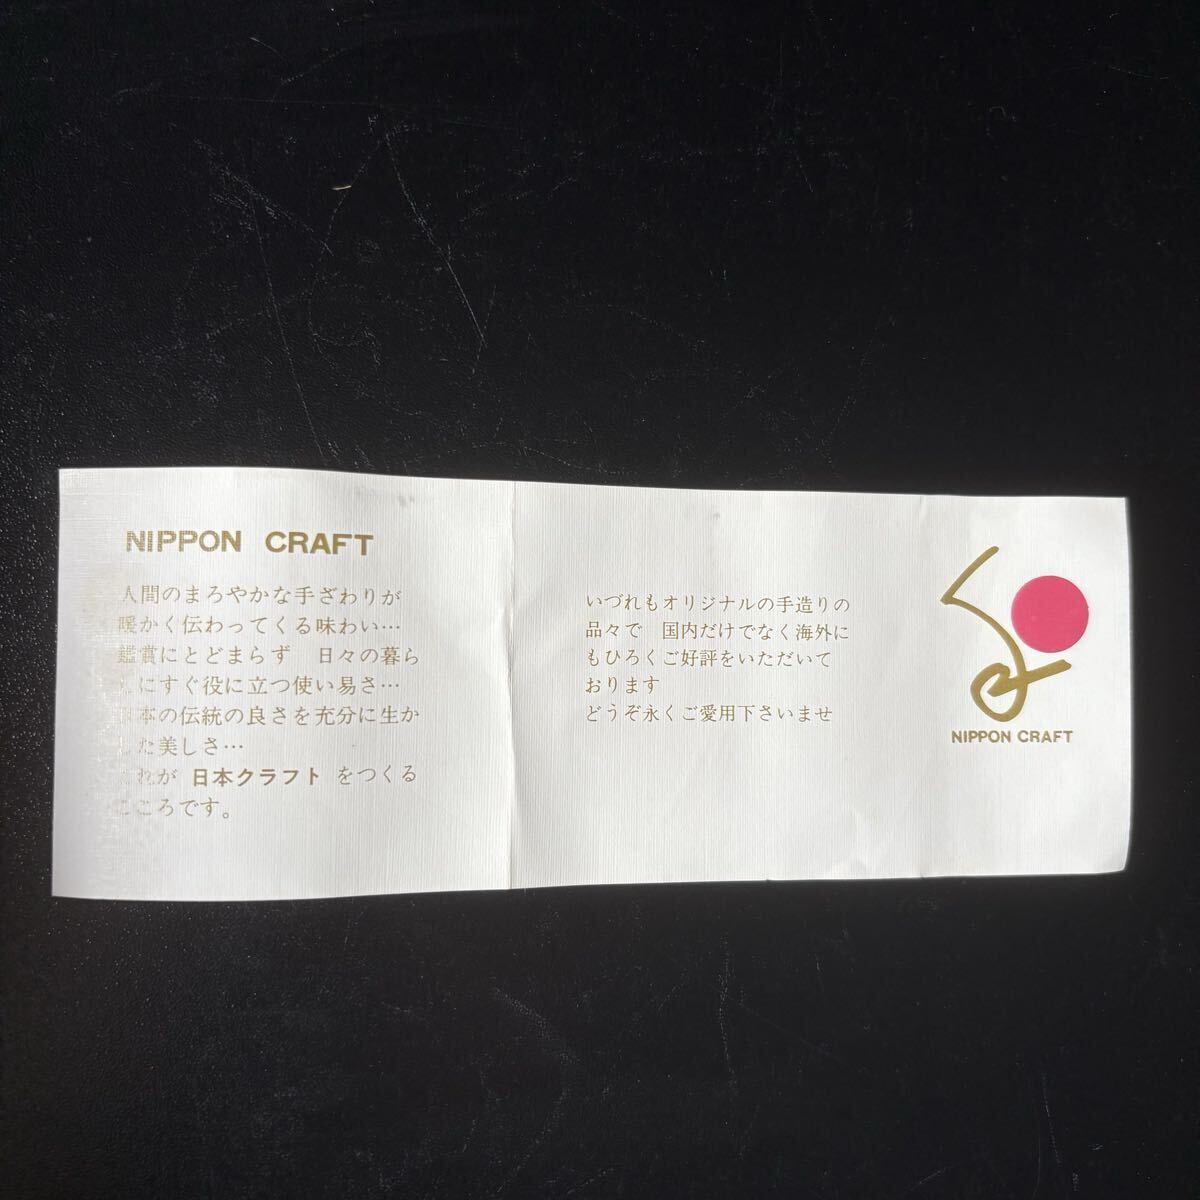 NIPPON CRAFT
人間のまろやかな手ざわりが
暖かく伝わってくる味わい…
鑑賞にとどまらず 日々の暮ら
にすぐ役に立つ使い易さ…
日本の伝統の良さを充分に生か
した美しさ…
これが 日本クラフト をつくる
こころです。
いづれもオリジナルの手造りの
品々で 国内だけでなく海外に
もひろくご好評をいただいて
おります
どうぞ永くご愛用下さいませ
NIPPON CRAFT